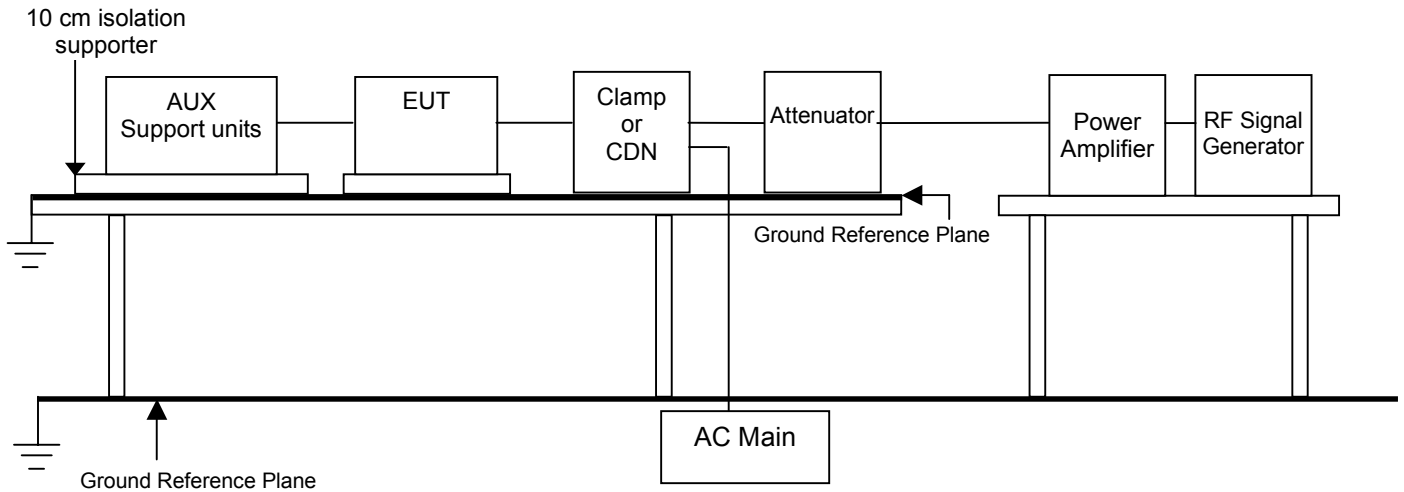 10 cm isolation
supporter
AUX
Support units
EUT
Clamp
or
CDN
Attenuator
Power
Amplifier
RF Signal
Generator
Ground Reference Plane
AC Main
Ground Reference Plane